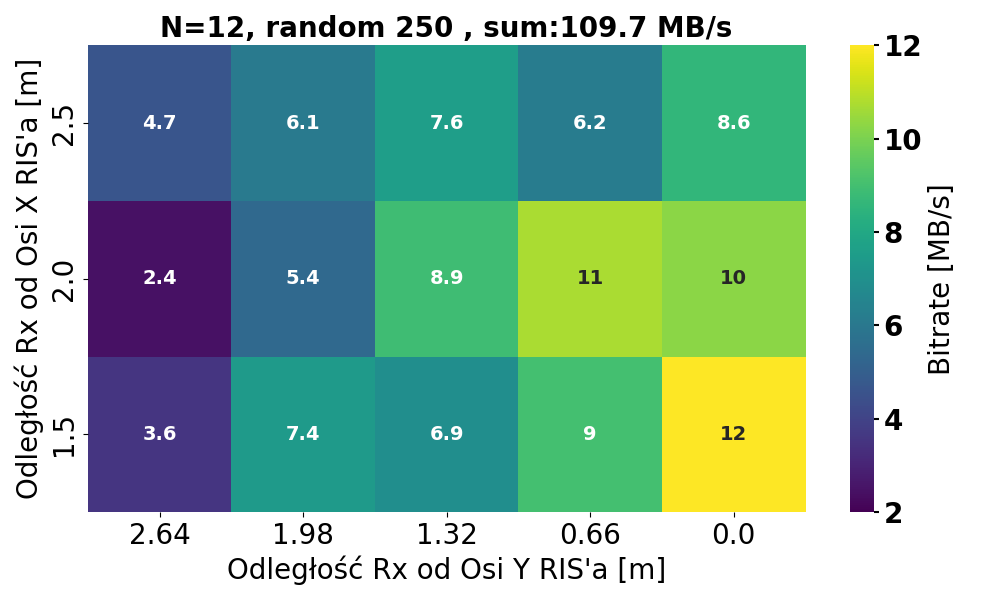 N=12, random 250 , sum:109.7 MB/s
Odległość Rx od Osi X RIS'a [m]
2.5
4.7 6.1 7.6 6.2 8.6
2.0
2.4 5.4 8.9 11 10
1.5
3.6 7.4 6.9 9 12
2.64 1.98 1.32 0.66 0.0
Odległość Rx od Osi Y RIS'a [m]
12
10
8
6
4
2
Bitrate [MB/s]